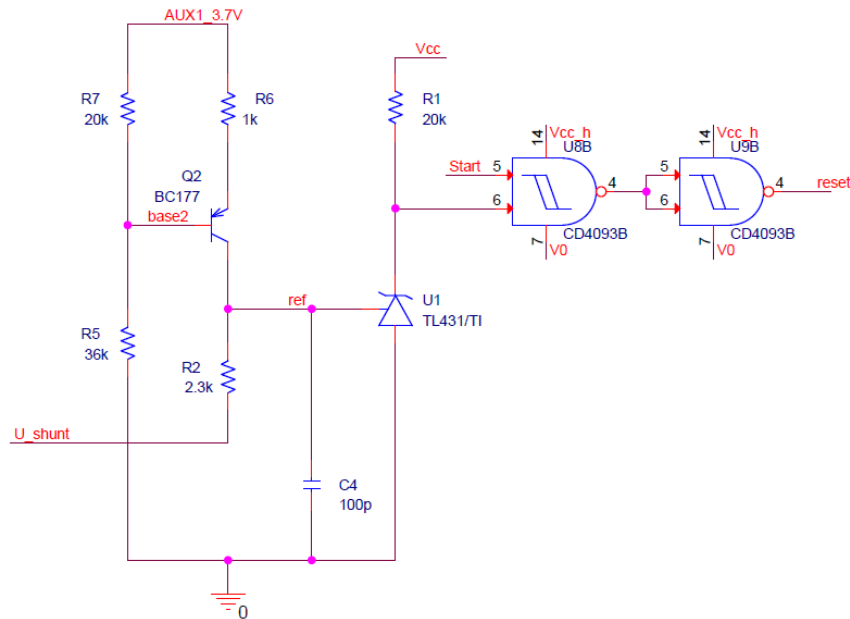 AUX1_3.7V
Vcc
R7
20k
R6
1k
R1
20k
14
Vcc_h
U8B
14
Vcc_h
U9B
Start
5
6
4
5
6
4
reset
Q2
BC177
base2
7
V0
CD4093B
7
V0
CD4093B
ref
U1
TL431/TI
R5
36k
R2
2.3k
U_shunt
C4
100p
0